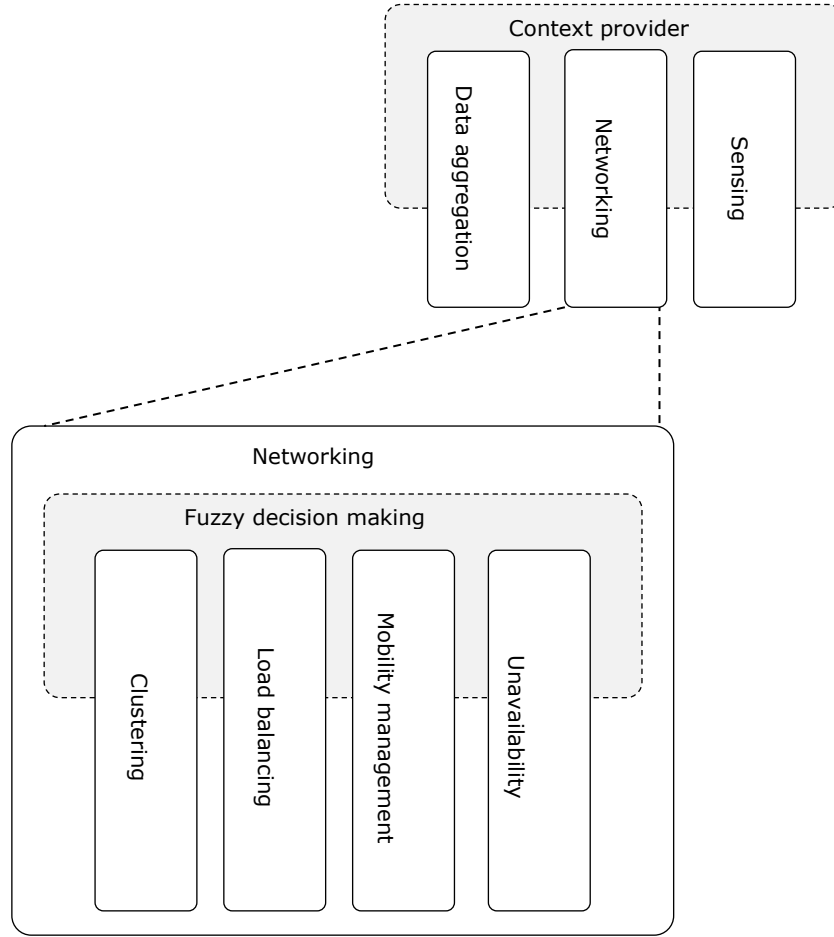 Context provider
Data aggregation
Networking
Sensing
Networking
Fuzzy decision making
Clustering
Load balancing
Mobility management
Unavailability